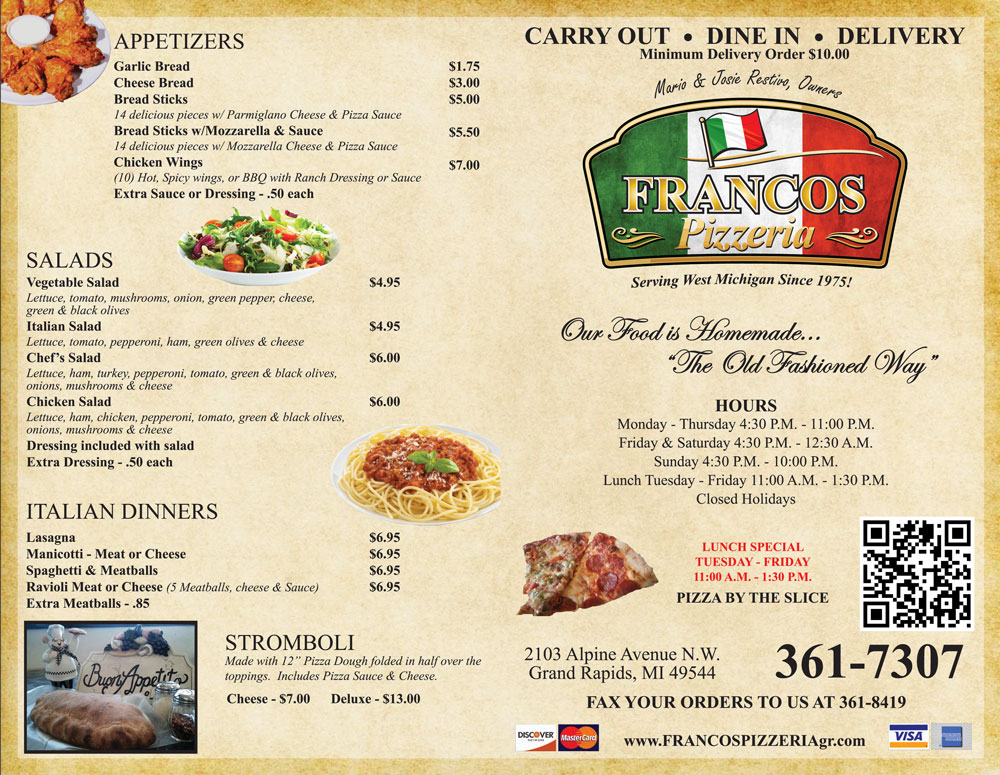 APPETIZERS
Garlic Bread $1.75
Cheese Bread $3.00
Bread Sticks $5.00
14 delicious pieces w/ Parmiglano Cheese & Pizza Sauce
Bread Sticks w/Mozzarella & Sauce $5.50
14 delicious pieces w/ Mozzarella Cheese & Pizza Sauce
Chicken Wings $7.00
(10) Hot, Spicy wings, or BBQ with Ranch Dressing or Sauce
Extra Sauce or Dressing - .50 each
SALADS
Vegetable Salad $4.95
Lettuce, tomato, mushrooms, onion, green pepper, cheese,
green & black olives
Italian Salad $4.95
Lettuce, tomato, pepperoni, ham, green olives & cheese
Chef's Salad $6.00
Lettuce, ham, turkey, pepperoni, tomato, green & black olives,
onions, mushrooms & cheese
Chicken Salad $6.00
Lettuce, ham, chicken, pepperoni, tomato, green & black olives,
onions, mushrooms & cheese
Dressing included with salad
Extra Dressing - .50 each
ITALIAN DINNERS
Lasagna $6.95
Manicotti - Meat or Cheese $6.95
Spaghetti & Meatballs $6.95
Ravioli Meat or Cheese (5 Meatballs, cheese & Sauce) $6.95
Extra Meatballs - .85
Buon Appetito
STROMBOLI
Made with 12” Pizza Dough folded in half over the
toppings. Includes Pizza Sauce & Cheese.
Cheese - $7.00 Deluxe - $13.00
CARRY OUT • DINE IN • DELIVERY
Minimum Delivery Order $10.00
Mario & Josie Restivo, Owners
FRANCOS
Pizzeria
Serving West Michigan Since 1975!
Our Food is Homemade...
“The Old Fashioned Way”
HOURS
Monday - Thursday 4:30 P.M. - 11:00 P.M.
Friday & Saturday 4:30 P.M. - 12:30 A.M.
Sunday 4:30 P.M. - 10:00 P.M.
Lunch Tuesday - Friday 11:00 A.M. - 1:30 P.M.
Closed Holidays
LUNCH SPECIAL
TUESDAY - FRIDAY
11:00 A.M. - 1:30 P.M.
PIZZA BY THE SLICE
2103 Alpine Avenue N.W.
Grand Rapids, MI 49544
361-7307
FAX YOUR ORDERS TO US AT 361-8419
DISCOVER
NETWORK
MasterCard
www.FRANCOSPIZZERIAgr.com
VISA